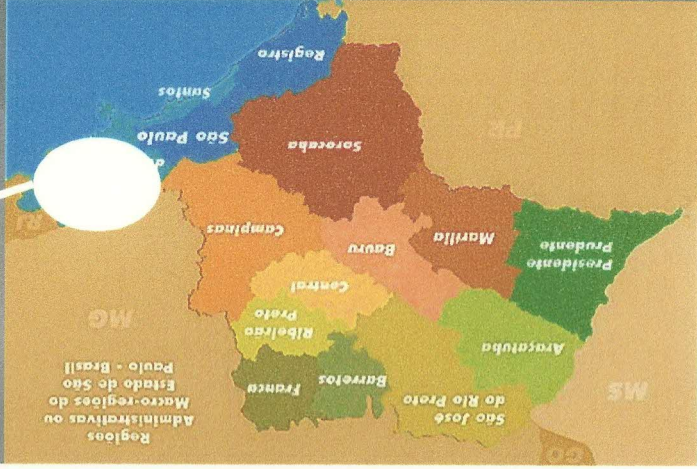 GO
Regiões
Administrativas ou
Macro-regiões do
Estado de São
Paulo - Brasil
MS
São José
do Rio Preto
Barretos
Franca
Araçatuba
Ribeirão
Preto
MG
Central
Presidente
Prudente
Marília
Bauru
Campinas
RJ
PR
Sorocaba
São Paulo
Santos
Registro